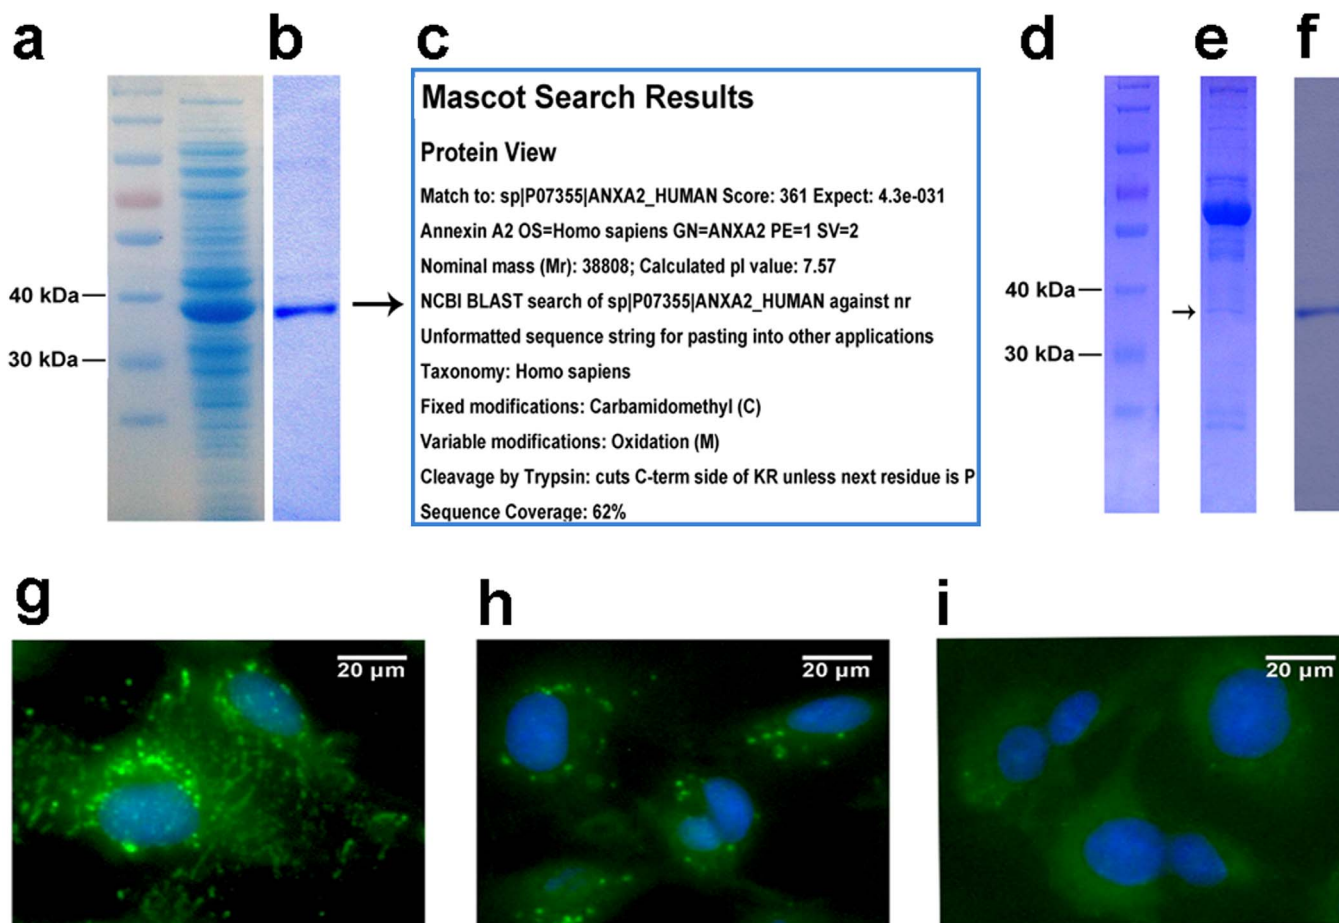 a
b
c
d
e
f
40 kDa
30 kDa
Mascot Search Results
Protein View
Match to: sp|P07355|ANXA2_HUMAN Score: 361 Expect: 4.3e-031
Annexin A2 OS=Homo sapiens GN=ANXA2 PE=1 SV=2
Nominal mass (Mr): 38808; Calculated pI value: 7.57
NCBI BLAST search of sp|P07355|ANXA2_HUMAN against nr
Unformatted sequence string for pasting into other applications
Taxonomy: Homo sapiens
Fixed modifications: Carbamidomethyl (C)
Variable modifications: Oxidation (M)
Cleavage by Trypsin: cuts C-term side of KR unless next residue is P
Sequence Coverage: 62%
40 kDa
30 kDa
g
h
i
20 µm
20 µm
20 µm